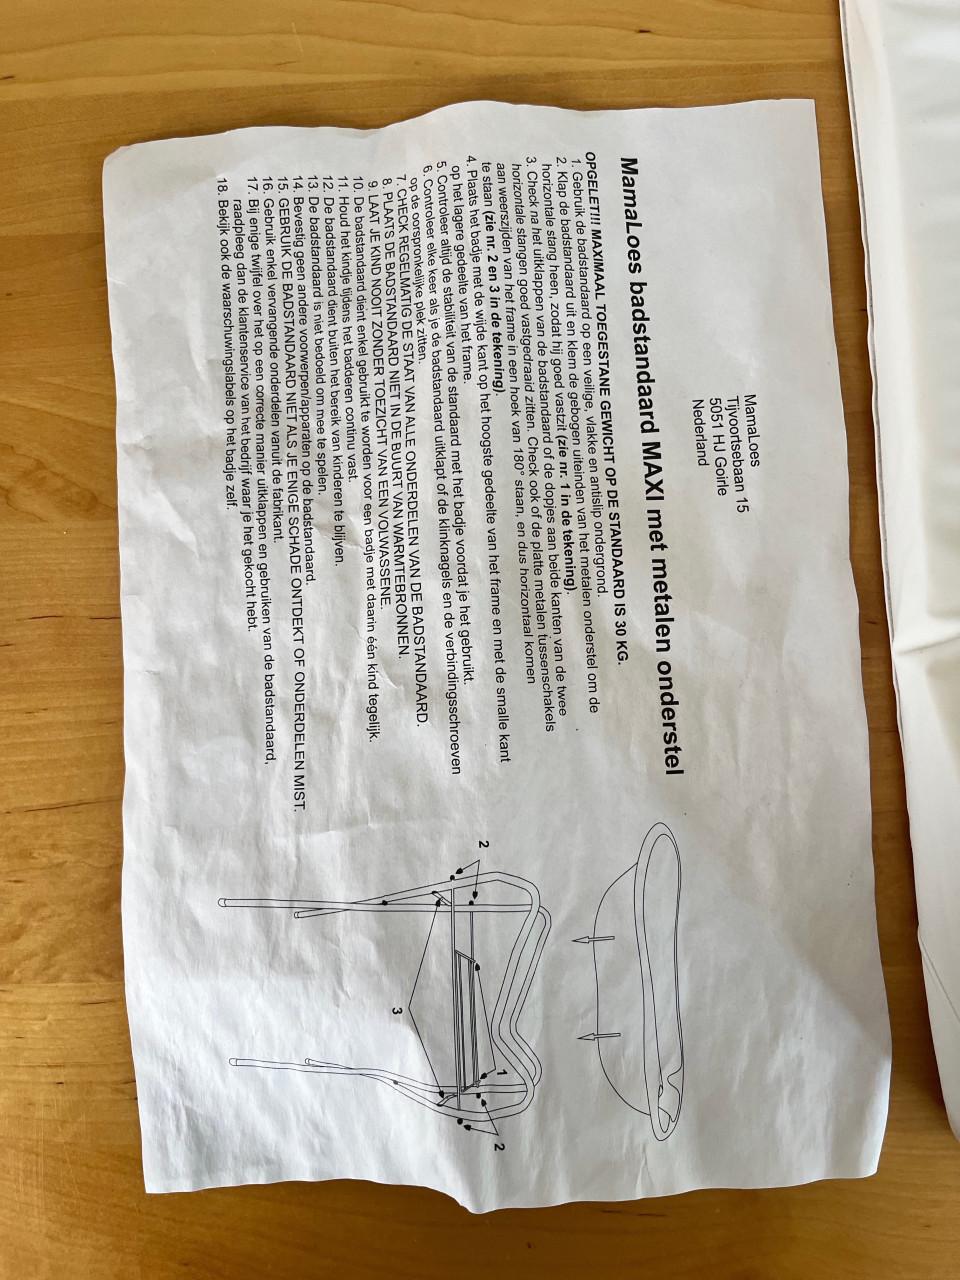 MamaLoes
Tijvoortsebaan 15
5051 HJ Goirle
Nederland
MamaLoes badstandaard MAXI met metalen onderstel
OPGELET!!! MAXIMAAL TOEGESTANE GEWICHT OP DE STANDAARD IS 30 KG.
1. Gebruik de badstandaard op een veilige, vlakke en antislip ondergrond.
2. Klap de badstandaard uit en klem de gebogen uiteinden van het metalen onderstel om de
horizontale stang heen, zodat hij goed vastzit (zie nr. 1 in de tekening).
3. Check na het uitklappen van de badstandaard of de dopjes aan beide kanten van de twee
horizontale stangen goed vastgedraaid zitten. Check ook of de platte metalen tussenschakels
aan weerszijden van het frame in een hoek van 180° staan, en dus horizontaal komen
te staan (zie nr. 2 en 3 in de tekening).
4. Plaats het badje met de wijde kant op het hoogste gedeelte van het frame en met de smalle kant
op het lagere gedeelte van het frame.
5. Controleer altijd de stabiliteit van de standaard met het badje voordat je het gebruikt.
6. Controleer elke keer als je de badstandaard uitklapt of de klinknagels en de verbindingsschroeven
op de oorspronkelijke plek zitten.
7. CHECK REGELMATIG DE STAAT VAN ALLE ONDERDELEN VAN DE BADSTANDAARD.
8. PLAATS DE BADSTANDAARD NIET IN DE BUURT VAN WARMTEBRONNEN.
9. LAAT JE KIND NOOIT ZONDER TOEZICHT VAN EEN VOLWASSENE.
10. De badstandaard dient enkel gebruikt te worden voor een badje met daarin één kind tegelijk.
11. Houd het kindje tijdens het badderen continu vast.
12. De badstandaard dient buiten het bereik van kinderen te blijven.
13. De badstandaard is niet bedoeld om mee te spelen.
14. Bevestig geen andere voorwerpen/apparaten op de badstandaard.
15. GEBRUIK DE BADSTANDAARD NIET ALS JE ENIGE SCHADE ONTDEKT OF ONDERDELEN MIST.
16. Gebruik enkel vervangende onderdelen vanuit de fabrikant.
17. Bij enige twijfel over het op een correcte manier uitklappen en gebruiken van de badstandaard,
raadpleeg dan de klantenservice van het bedrijf waar je het gekocht hebt.
18. Bekijk ook de waarschuwingslabels op het badje zelf.
2
1
2
3